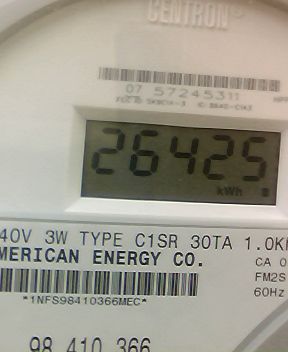 CENTRON®
07 57245311
26425
kWh
40V 3W TYPE C1SR 30TA 1.0K
MERICAN ENERGY CO.
CA 0
FM2S
60Hz
*1NFS98410366MEC*
98 410 366